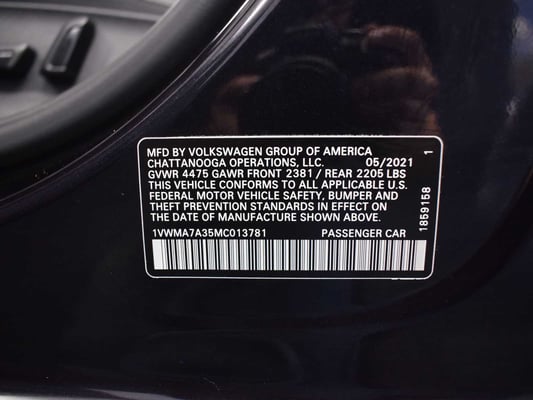 MFD BY VOLKSWAGEN GROUP OF AMERICA
CHATTANOOGA OPERATIONS, LLC. 05/2021
GVWR 4475 GAWR FRONT 2381 / REAR 2205 LBS
THIS VEHICLE CONFORMS TO ALL APPLICABLE U.S.
FEDERAL MOTOR VEHICLE SAFETY, BUMPER AND
THEFT PREVENTION STANDARDS IN EFFECT ON
THE DATE OF MANUFACTURE SHOWN ABOVE.
1VWMA7A35MC013781 PASSENGER CAR
1859158 1